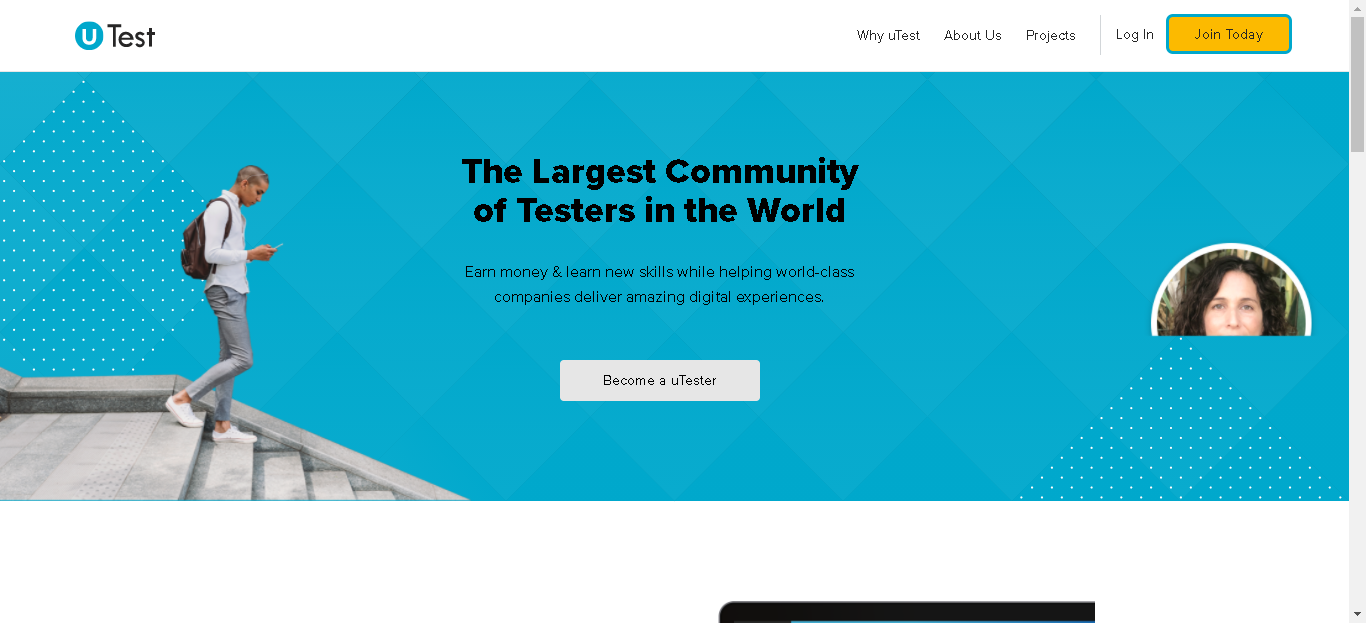 uTest
Why uTest
About Us
Projects
Log In
Join Today
The Largest Community
of Testers in the World
Earn money & learn new skills while helping world-class
companies deliver amazing digital experiences.
Become a uTester